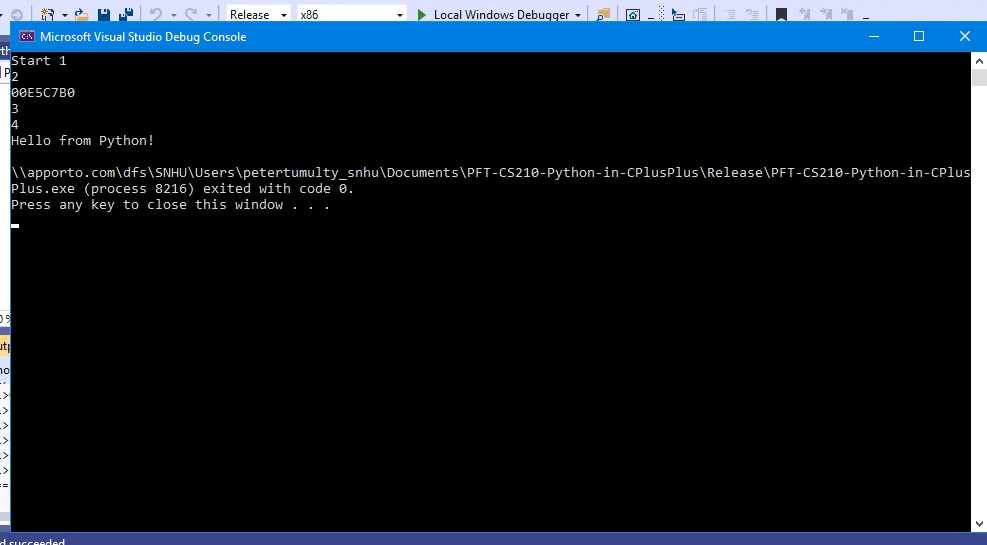 Release x86 Local Windows Debugger
Microsoft Visual Studio Debug Console
Start 1
2
00E5C7B0
3
4
Hello from Python!
\\apporto.com\dfs\SNHU\Users\petertumulty_snhu\Documents\PFT-CS210-Python-in-CPlusPlus\Release\PFT-CS210-Python-in-CPlus
Plus.exe (process 8216) exited with code 0.
Press any key to close this window . . .
succeeded